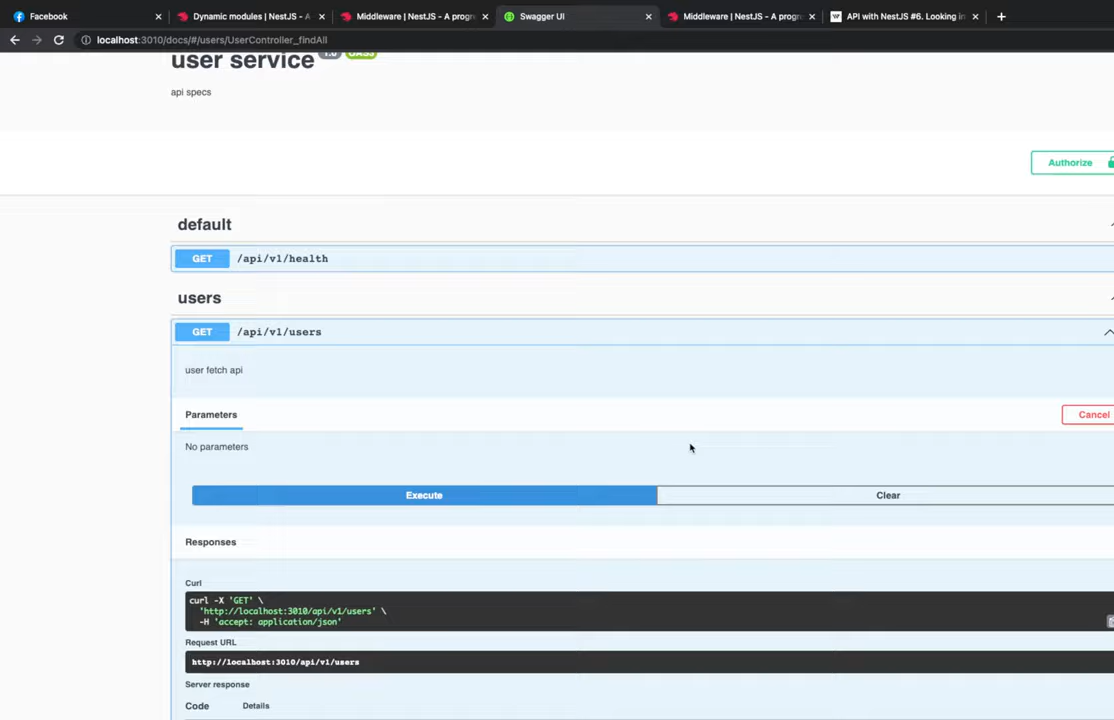 Facebook
Dynamic modules | NestJS - A
Middleware | NestJS - A progr
Swagger UI
Middleware | NestJS - A progr
API with NestJS #6. Looking in
localhost:3010/docs/#/users/UserController_findAll
user service
api specs
Authorize
default
GET /api/v1/health
users
GET /api/v1/users
user fetch api
Parameters
Cancel
No parameters
Execute
Clear
Responses
Curl
curl -X 'GET' \
'http://localhost:3010/api/v1/users' \
-H 'accept: application/json'
Request URL
http://localhost:3010/api/v1/users
Server response
Code Details